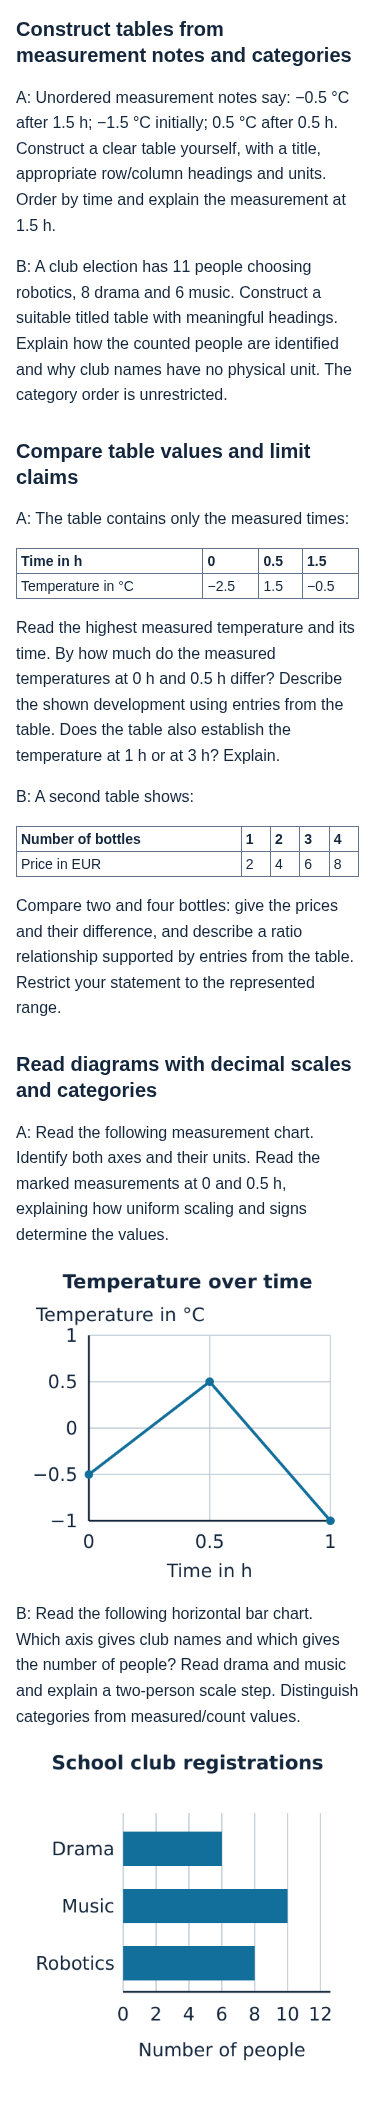 Construct tables from
measurement notes and categories
A: Unordered measurement notes say: −0.5 °C
after 1.5 h; −1.5 °C initially; 0.5 °C after 0.5 h.
Construct a clear table yourself, with a title,
appropriate row/column headings and units.
Order by time and explain the measurement at
1.5 h.
B: A club election has 11 people choosing
robotics, 8 drama and 6 music. Construct a
suitable titled table with meaningful headings.
Explain how the counted people are identified
and why club names have no physical unit. The
category order is unrestricted.
Compare table values and limit
claims
A: The table contains only the measured times:
Time in h 0 0.5 1.5
Temperature in °C −2.5 1.5 −0.5
Read the highest measured temperature and its
time. By how much do the measured
temperatures at 0 h and 0.5 h differ? Describe
the shown development using entries from the
table. Does the table also establish the
temperature at 1 h or at 3 h? Explain.
B: A second table shows:
Number of bottles 1 2 3 4
Price in EUR 2 4 6 8
Compare two and four bottles: give the prices
and their difference, and describe a ratio
relationship supported by entries from the table.
Restrict your statement to the represented
range.
Read diagrams with decimal scales
and categories
A: Read the following measurement chart.
Identify both axes and their units. Read the
marked measurements at 0 and 0.5 h,
explaining how uniform scaling and signs
determine the values.
Temperature over time
Temperature in °C
1
0.5
0
−0.5
−1
0 0.5 1
Time in h
B: Read the following horizontal bar chart.
Which axis gives club names and which gives
the number of people? Read drama and music
and explain a two-person scale step. Distinguish
categories from measured/count values.
School club registrations
Drama
Music
Robotics
0 2 4 6 8 10 12
Number of people